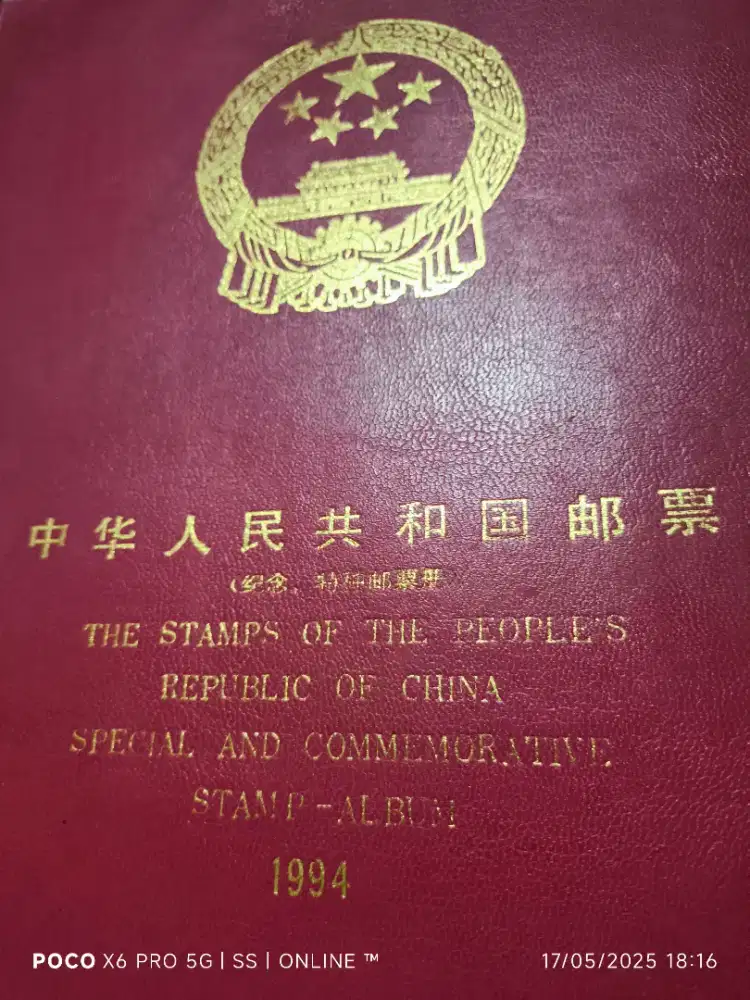 中华人民共和国邮票
(纪念、特种邮票册
THE STAMPS OF THE PEOPLE'S
REPUBLIC OF CHINA
SPECIAL AND COMMEMORATIVE
STAMP-ALBUM
1994
POCO X6 PRO 5G | SS | ONLINE ™
17/05/2025 18:16